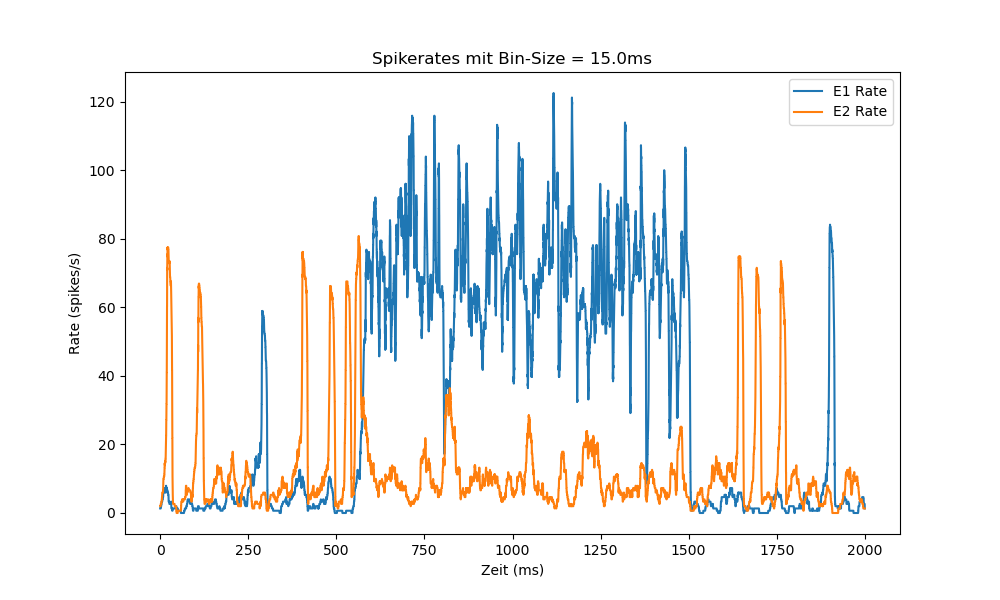 Spikerates mit Bin-Size = 15.0ms
E1 Rate
E2 Rate
Rate (spikes/s)
120
100
80
60
40
20
0
0 250 500 750 1000 1250 1500 1750 2000
Zeit (ms)